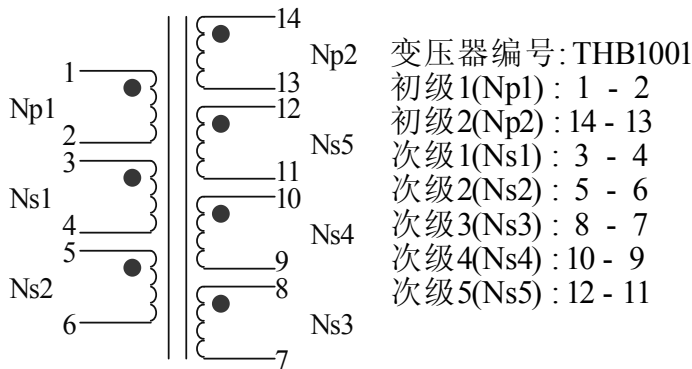 14
Np2
13
1
Np1
2
12
Ns5
11
3
Ns1
4
10
Ns4
9
5
Ns2
6
8
Ns3
7
变压器编号: THB1001
初级1(Np1) : 1 - 2
初级2(Np2) : 14 - 13
次级1(Ns1) : 3 - 4
次级2(Ns2) : 5 - 6
次级3(Ns3) : 8 - 7
次级4(Ns4) : 10 - 9
次级5(Ns5) : 12 - 11